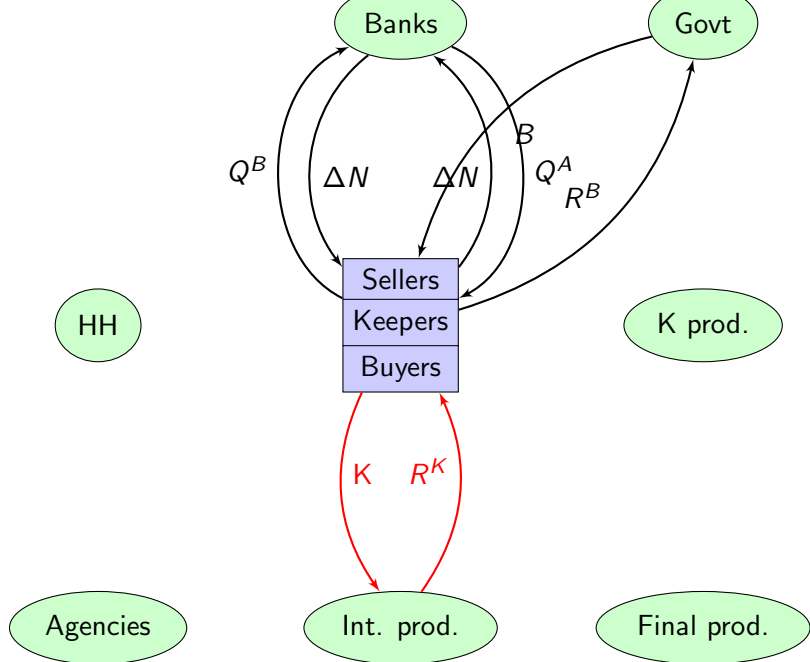 Banks
Govt
B
Q^B
ΔN
ΔN
Q^A
R^B
Sellers
HH
Keepers
K prod.
Buyers
K
R^K
Agencies
Int. prod.
Final prod.